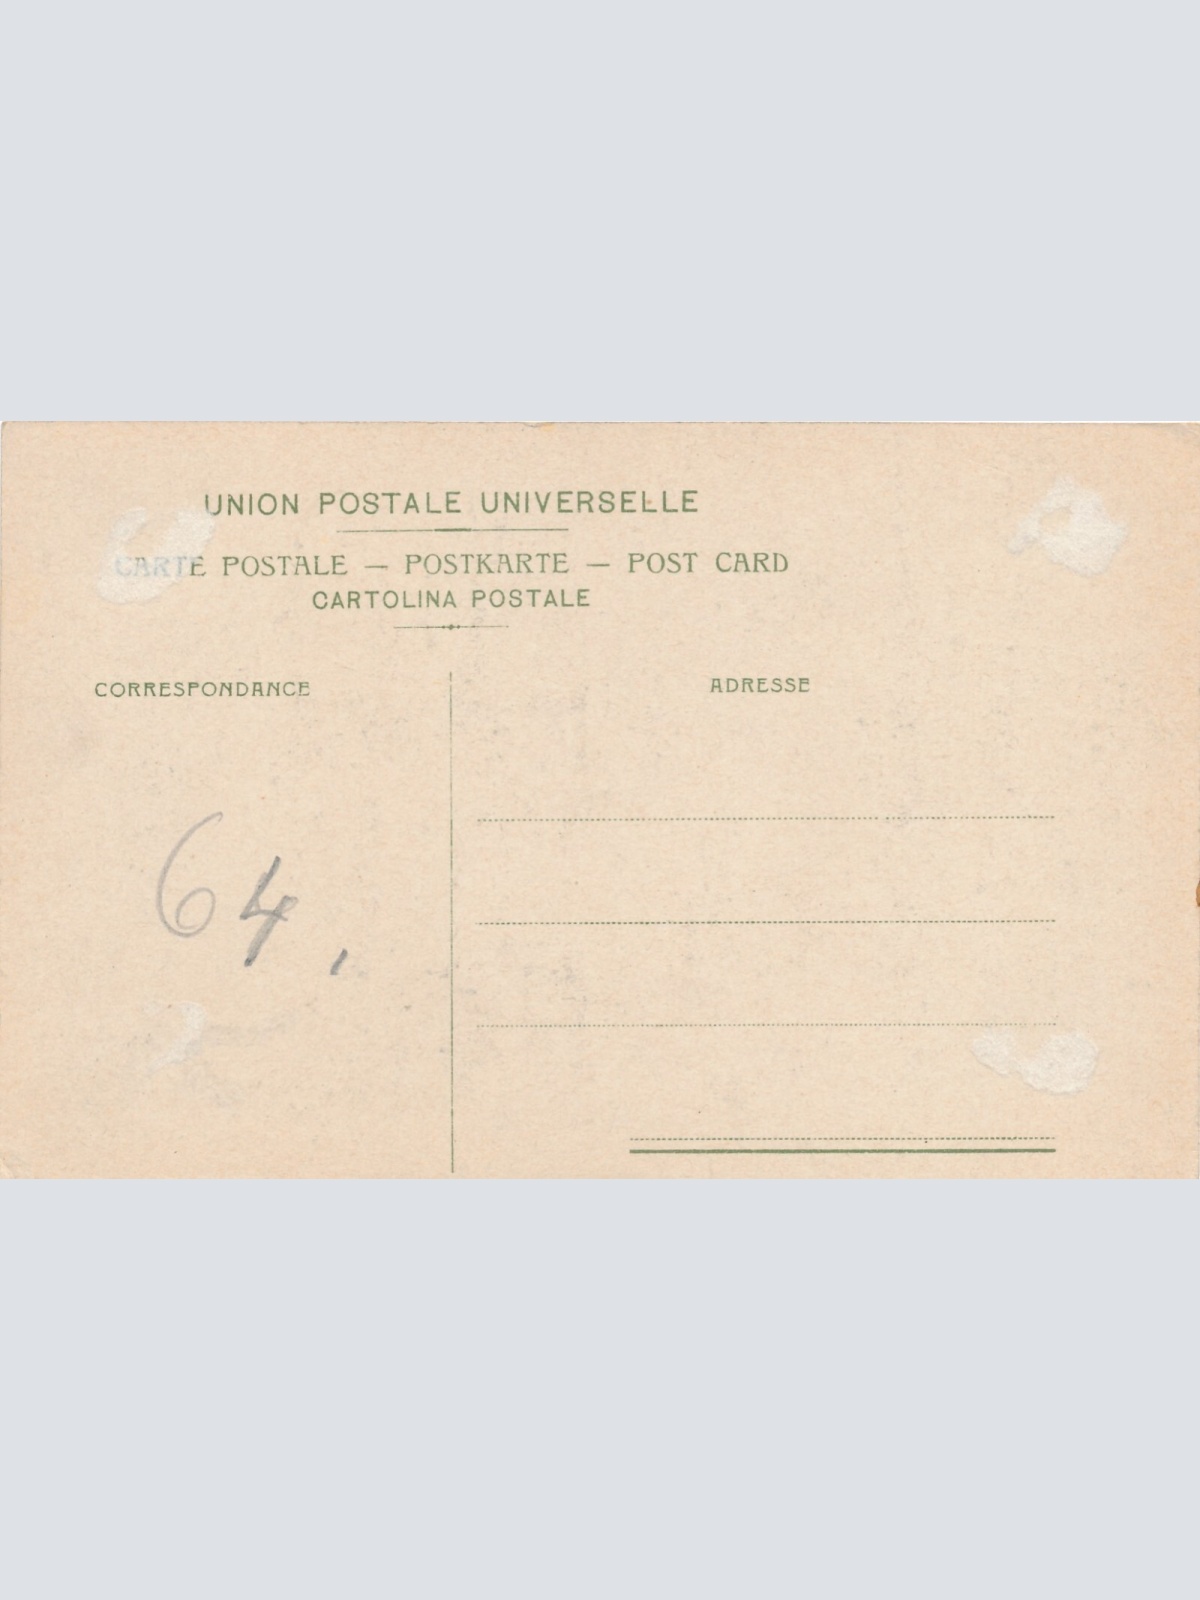 UNION POSTALE UNIVERSELLE
CARTE POSTALE — POSTKARTE — POST CARD
CARTOLINA POSTALE
CORRESPONDANCE
ADRESSE
64,